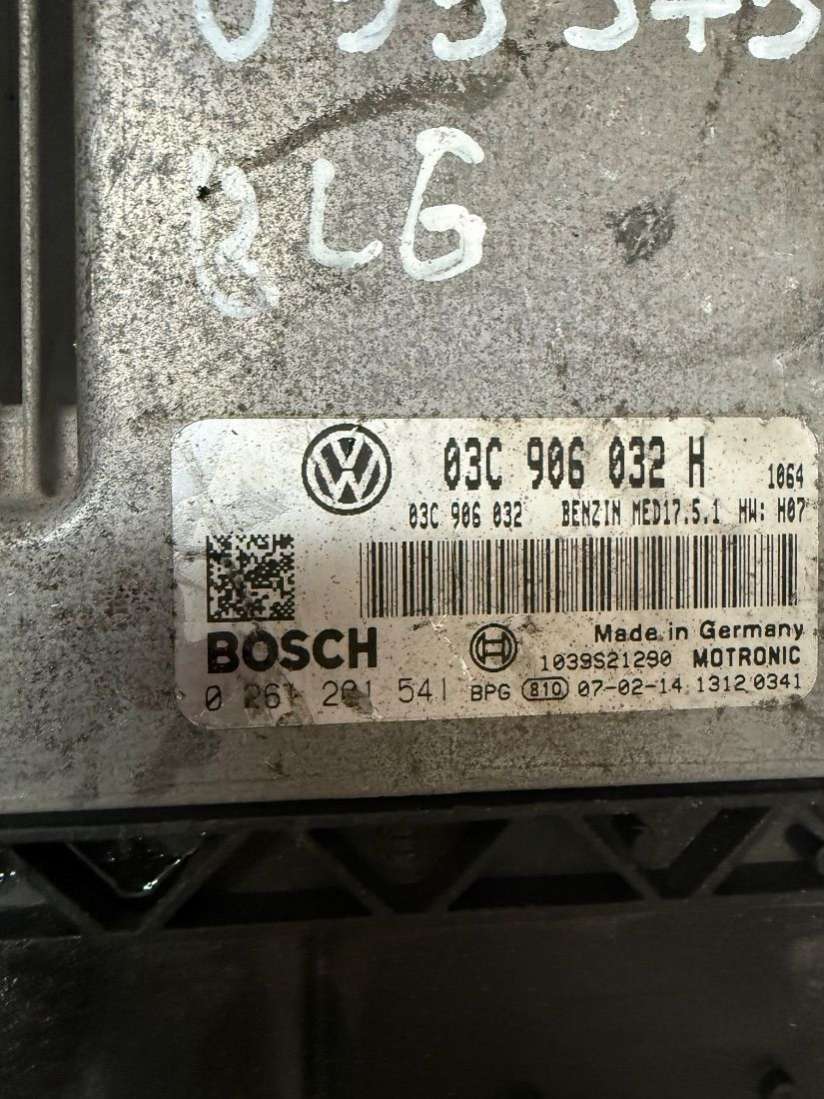 BLG
03C 906 032 H 1064
03C 906 032 BENZIN MED17.5.1 HW: H07
BOSCH
Made in Germany
1039S21290 MOTRONIC
0 261 201 541 BPG 810 07-02-14 1312 0341